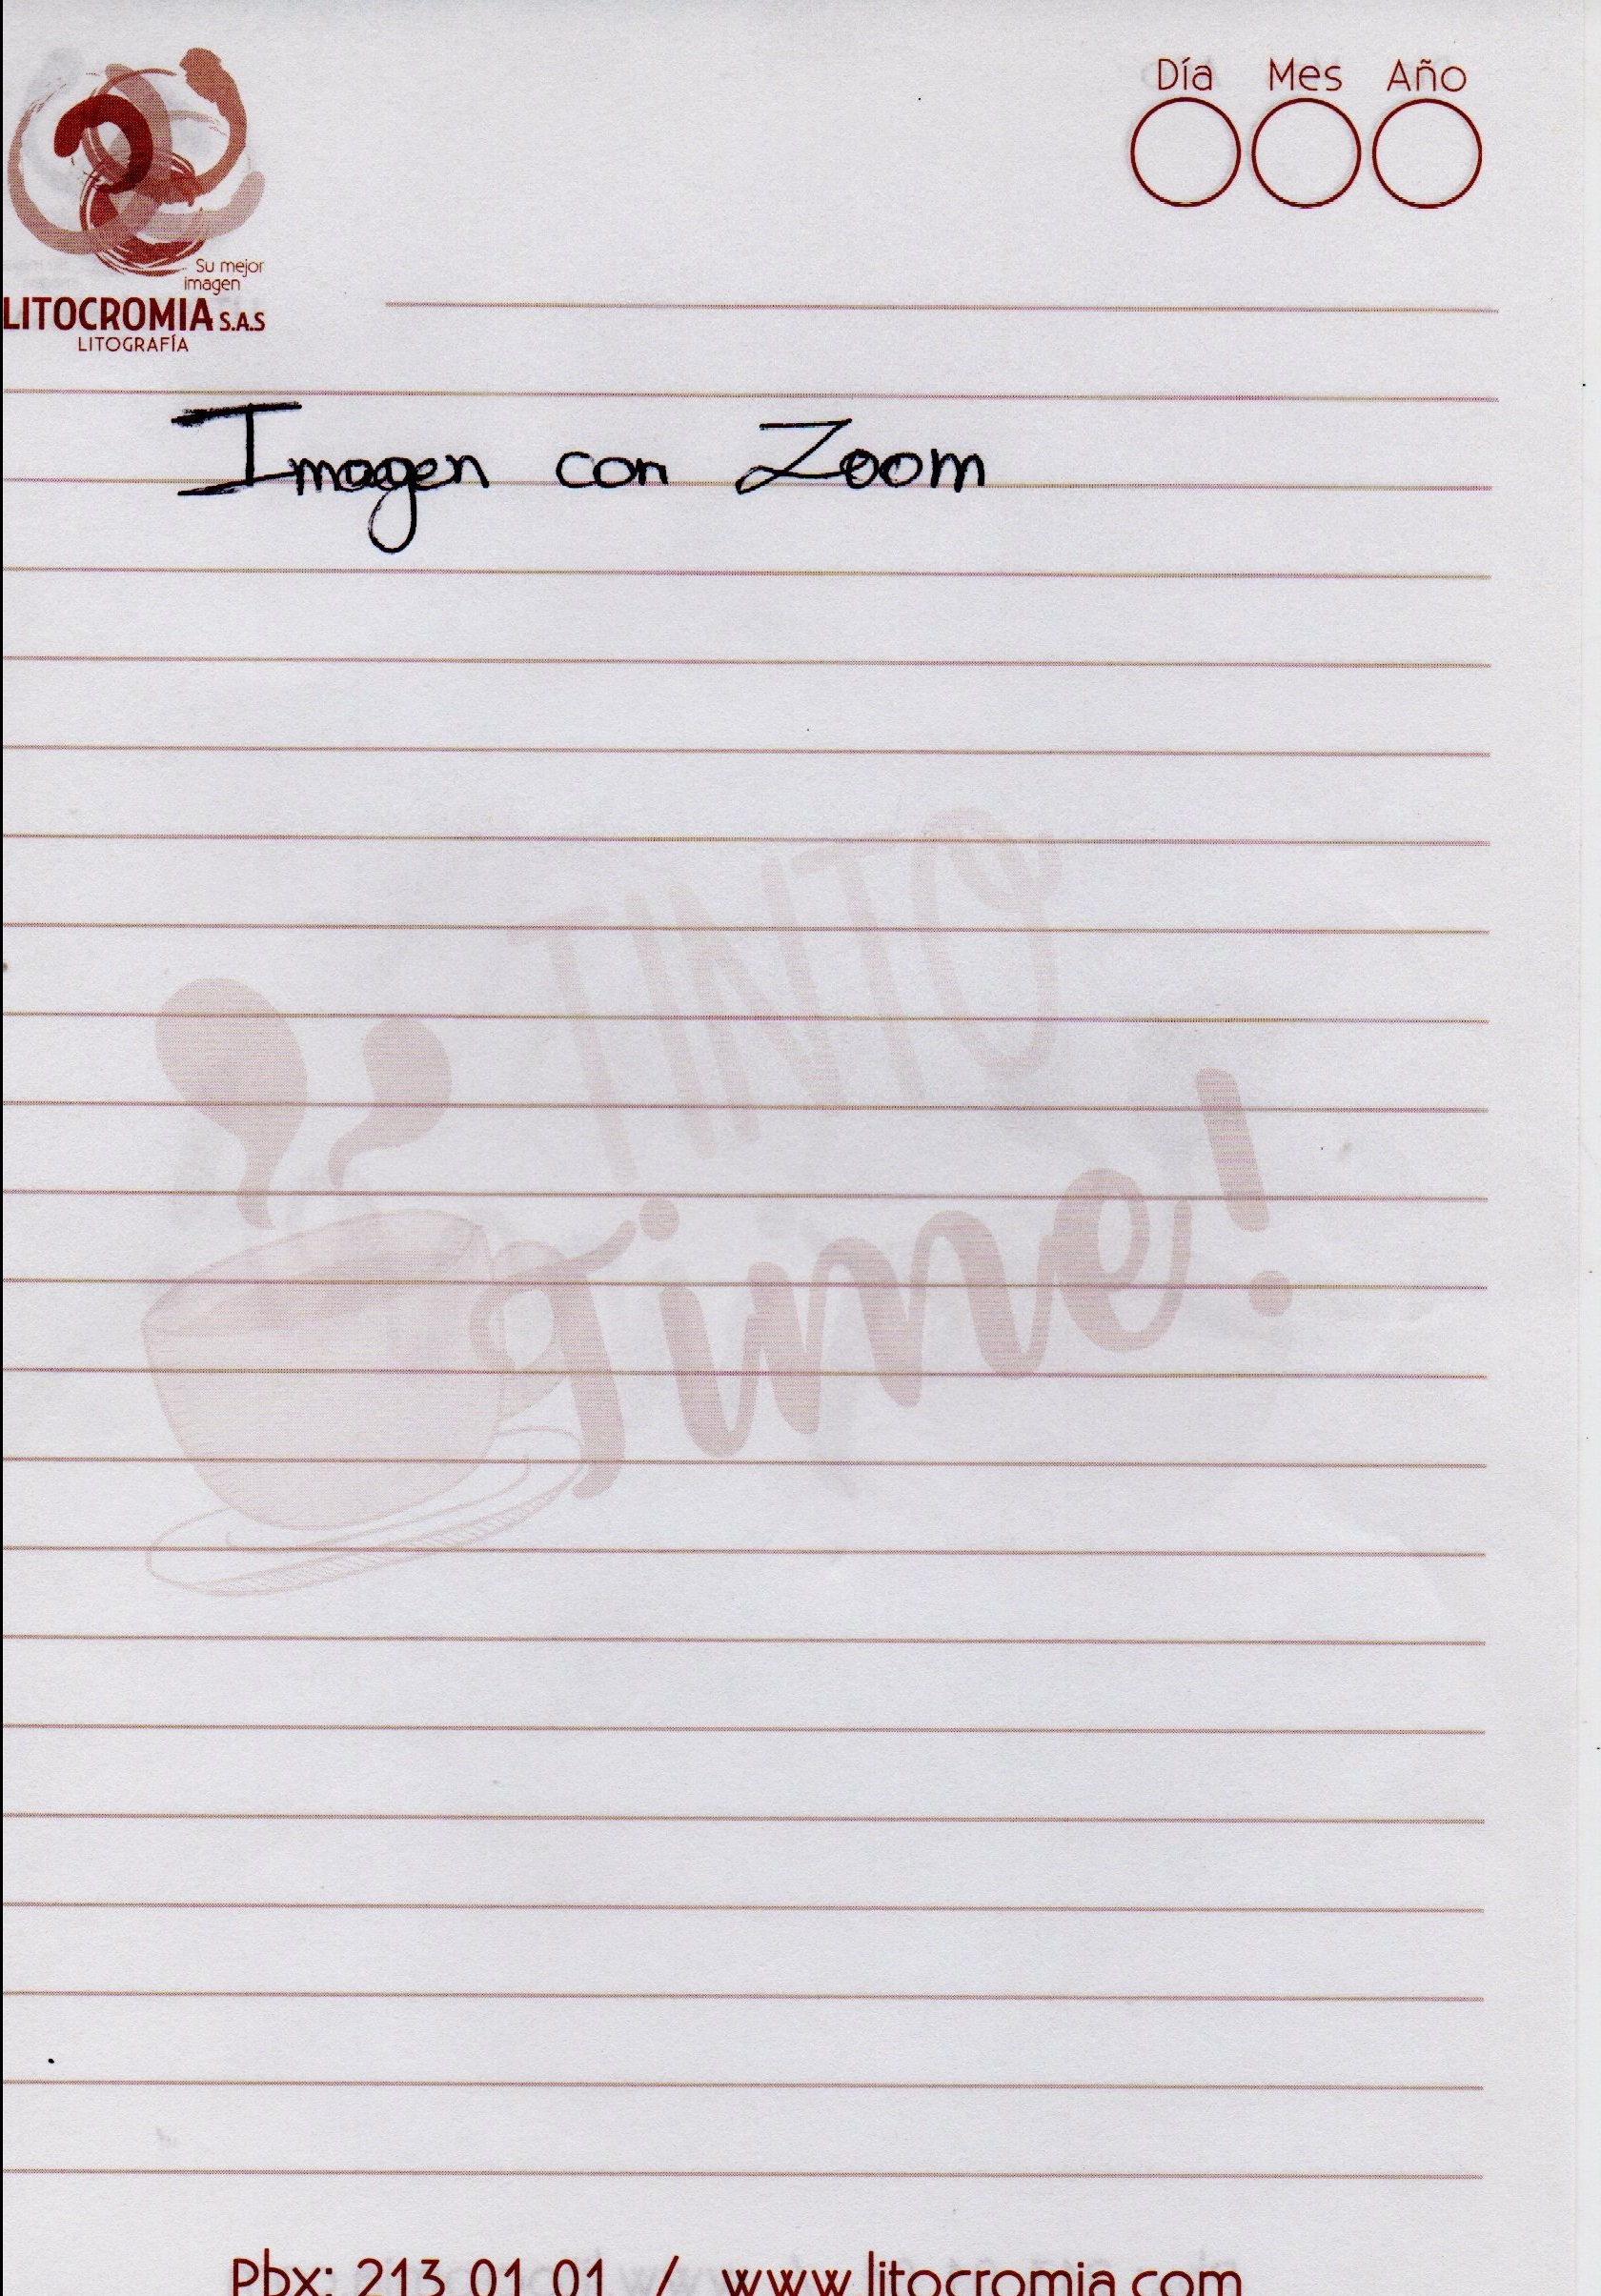 Día Mes Año
Su mejor
imagen
LITOCROMIA S.A.S
LITOGRAFÍA
Imagen con Zoom
TINTO
Time!
Pbx: 213 01 01 / www.litocromia.com